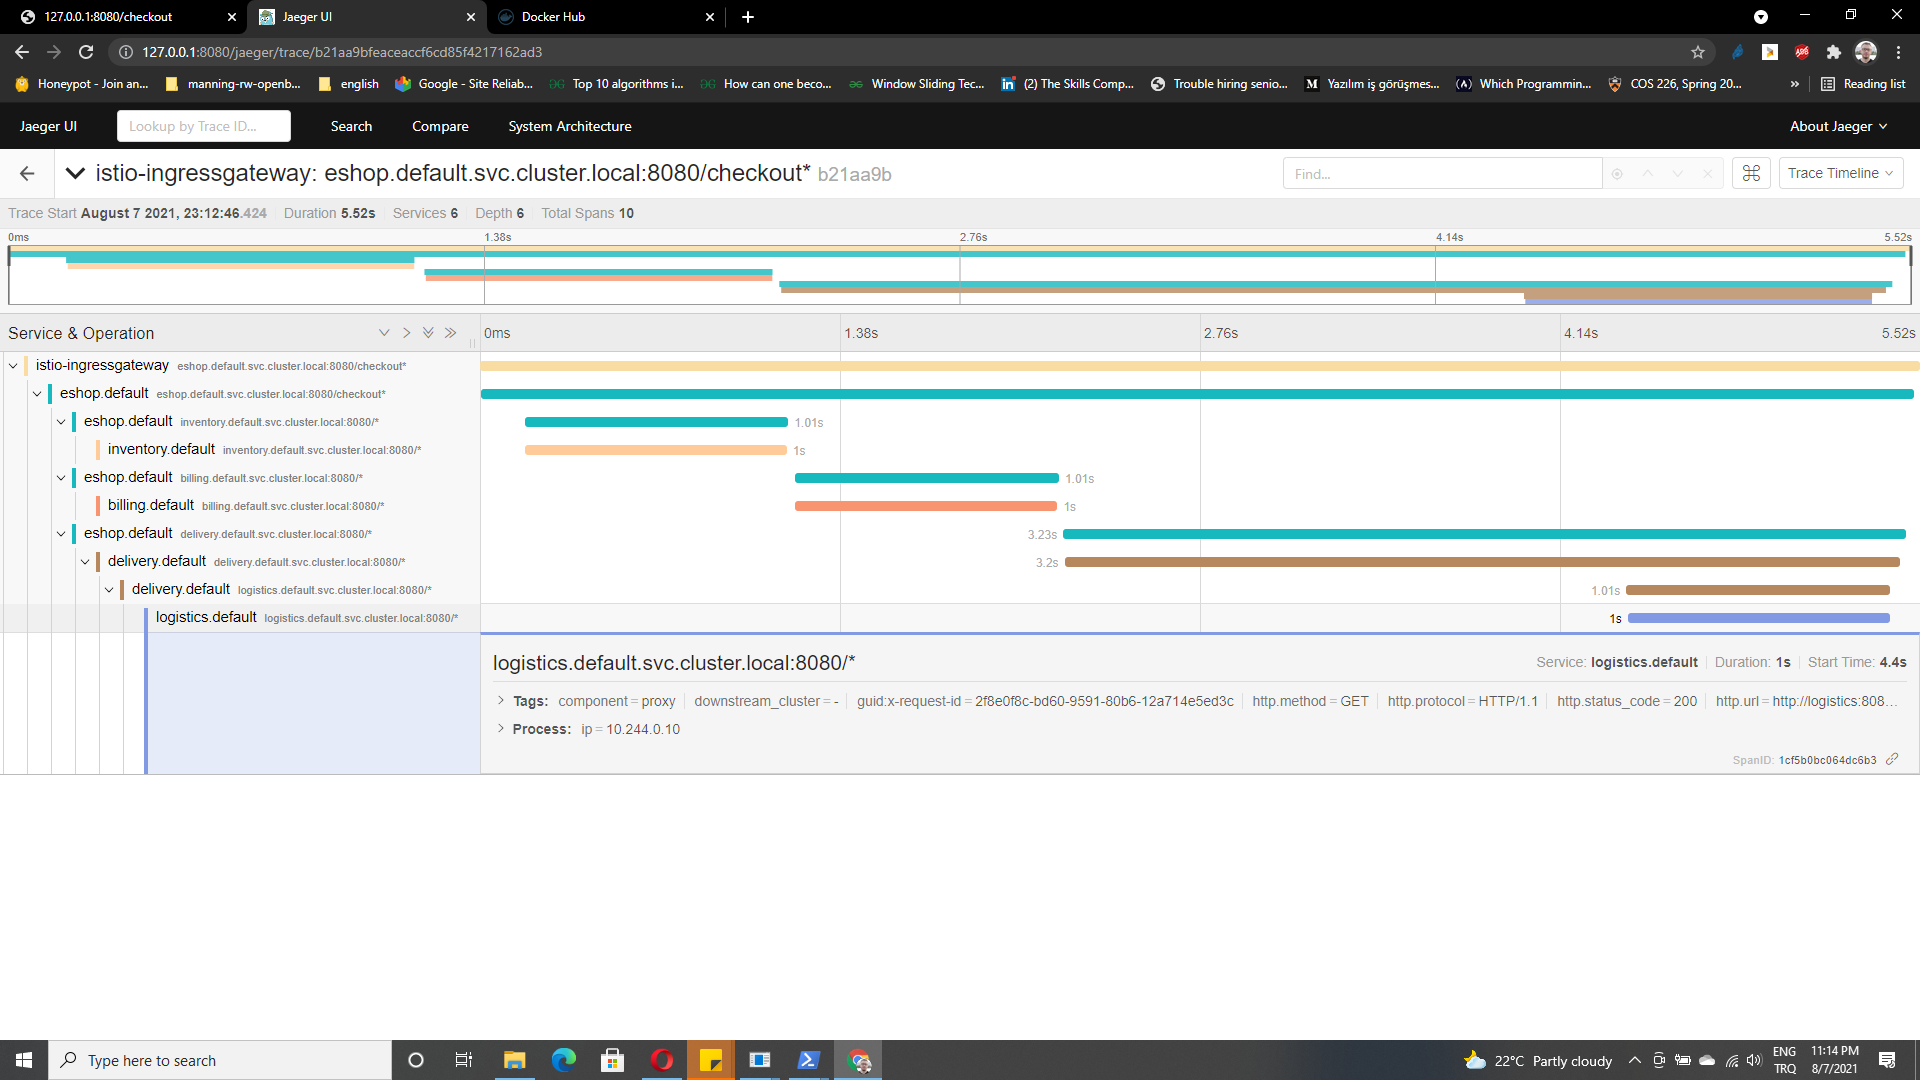 127.0.0.1:8080/checkout
Jaeger UI
Docker Hub
127.0.0.1:8080/jaeger/trace/b21aa9bfeaceaccf6cd85f4217162ad3
Honeypot - Join an... manning-rw-openb... english Google - Site Reliab... Top 10 algorithms i... How can one beco... Window Sliding Tec... (2) The Skills Comp... Trouble hiring senio... Yazılım iş görüşmes... Which Programmin... COS 226, Spring 20... » Reading list
Jaeger UI Lookup by Trace ID... Search Compare System Architecture About Jaeger
istio-ingressgateway: eshop.default.svc.cluster.local:8080/checkout* b21aa9b Find... Trace Timeline
Trace Start August 7 2021, 23:12:46.424 Duration 5.52s Services 6 Depth 6 Total Spans 10
0ms 1.38s 2.76s 4.14s 5.52s
Service & Operation 0ms 1.38s 2.76s 4.14s 5.52s
istio-ingressgateway eshop.default.svc.cluster.local:8080/checkout*
eshop.default eshop.default.svc.cluster.local:8080/checkout*
eshop.default inventory.default.svc.cluster.local:8080/* 1.01s
inventory.default inventory.default.svc.cluster.local:8080/* 1s
eshop.default billing.default.svc.cluster.local:8080/* 1.01s
billing.default billing.default.svc.cluster.local:8080/* 1s
eshop.default delivery.default.svc.cluster.local:8080/* 3.23s
delivery.default delivery.default.svc.cluster.local:8080/* 3.2s
delivery.default logistics.default.svc.cluster.local:8080/* 1.01s
logistics.default logistics.default.svc.cluster.local:8080/* 1s
logistics.default.svc.cluster.local:8080/* Service: logistics.default Duration: 1s Start Time: 4.4s
Tags: component = proxy downstream_cluster = - guid:x-request-id = 2f8e0f8c-bd60-9591-80b6-12a714e5ed3c http.method = GET http.protocol = HTTP/1.1 http.status_code = 200 http.url = http://logistics:808...
Process: ip = 10.244.0.10
SpanID: 1cf5b0bc064dc6b3
Type here to search
22°C Partly cloudy
ENG
TRQ
11:14 PM
8/7/2021